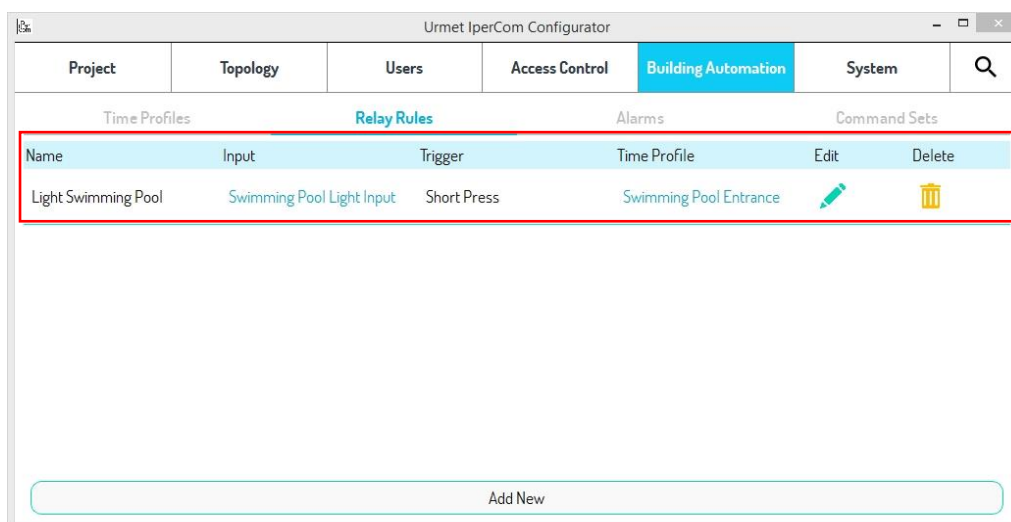 Urmet IperCom Configurator
Project Topology Users Access Control Building Automation System
Time Profiles Relay Rules Alarms Command Sets
Name Input Trigger Time Profile Edit Delete
Light Swimming Pool Swimming Pool Light Input Short Press Swimming Pool Entrance
Add New